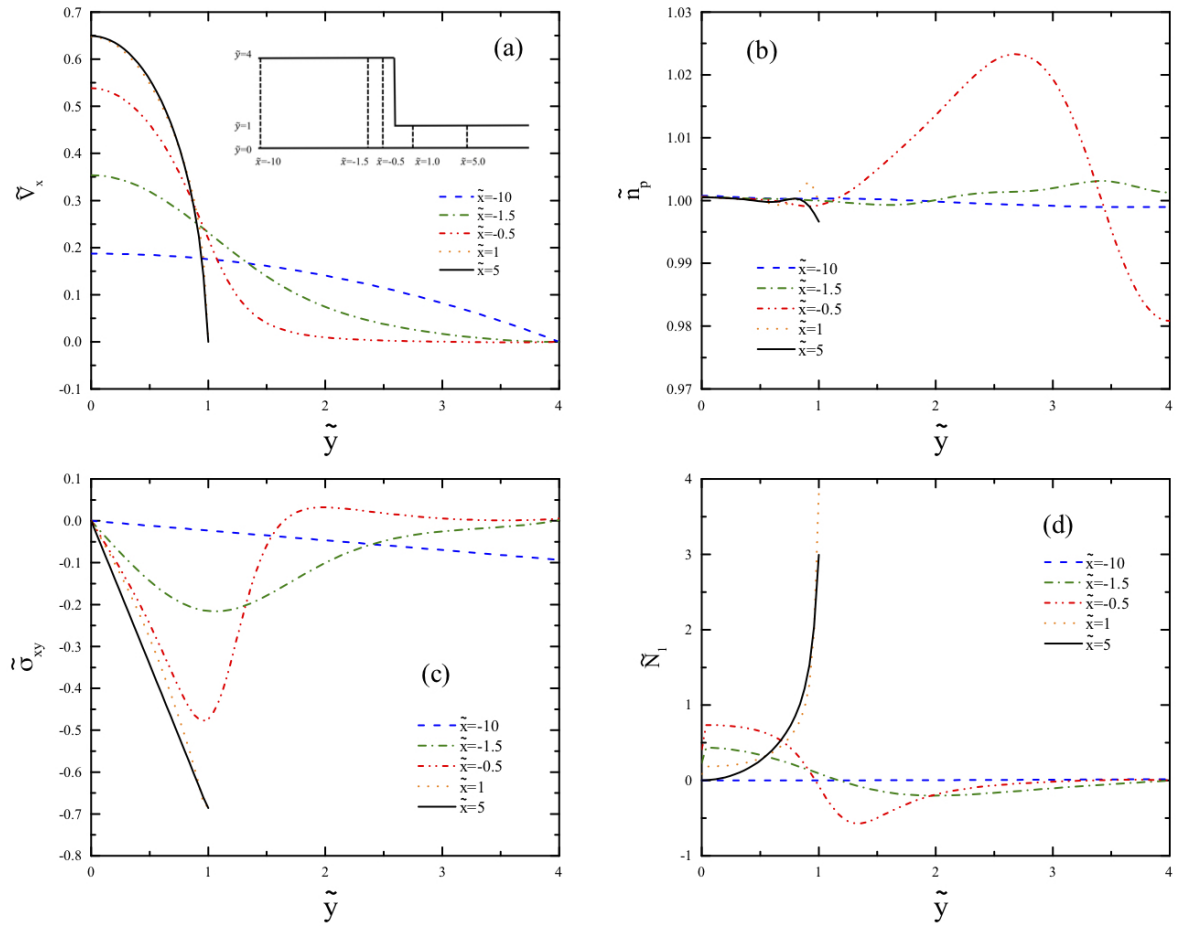 (a)
0.7
0.6
0.5
0.4
0.3
0.2
0.1
0.0
-0.1
ṽx
ỹ=4
ỹ=1
ỹ=0
x̃=-10 x̃=-1.5 x̃=-0.5 x̃=1.0 x̃=5.0
x̃=-10
x̃=-1.5
x̃=-0.5
x̃=1
x̃=5
0 1 2 3 4
ỹ
(b)
1.03
1.02
1.01
1.00
0.99
0.98
0.97
ñp
x̃=-10
x̃=-1.5
x̃=-0.5
x̃=1
x̃=5
0 1 2 3 4
ỹ
0.1
0.0
-0.1
-0.2
-0.3
-0.4
-0.5
-0.6
-0.7
-0.8
σ̃xy
(c)
x̃=-10
x̃=-1.5
x̃=-0.5
x̃=1
x̃=5
0 1 2 3 4
ỹ
4
3
2
1
0
-1
Ñ1
(d)
x̃=-10
x̃=-1.5
x̃=-0.5
x̃=1
x̃=5
0 1 2 3 4
ỹ